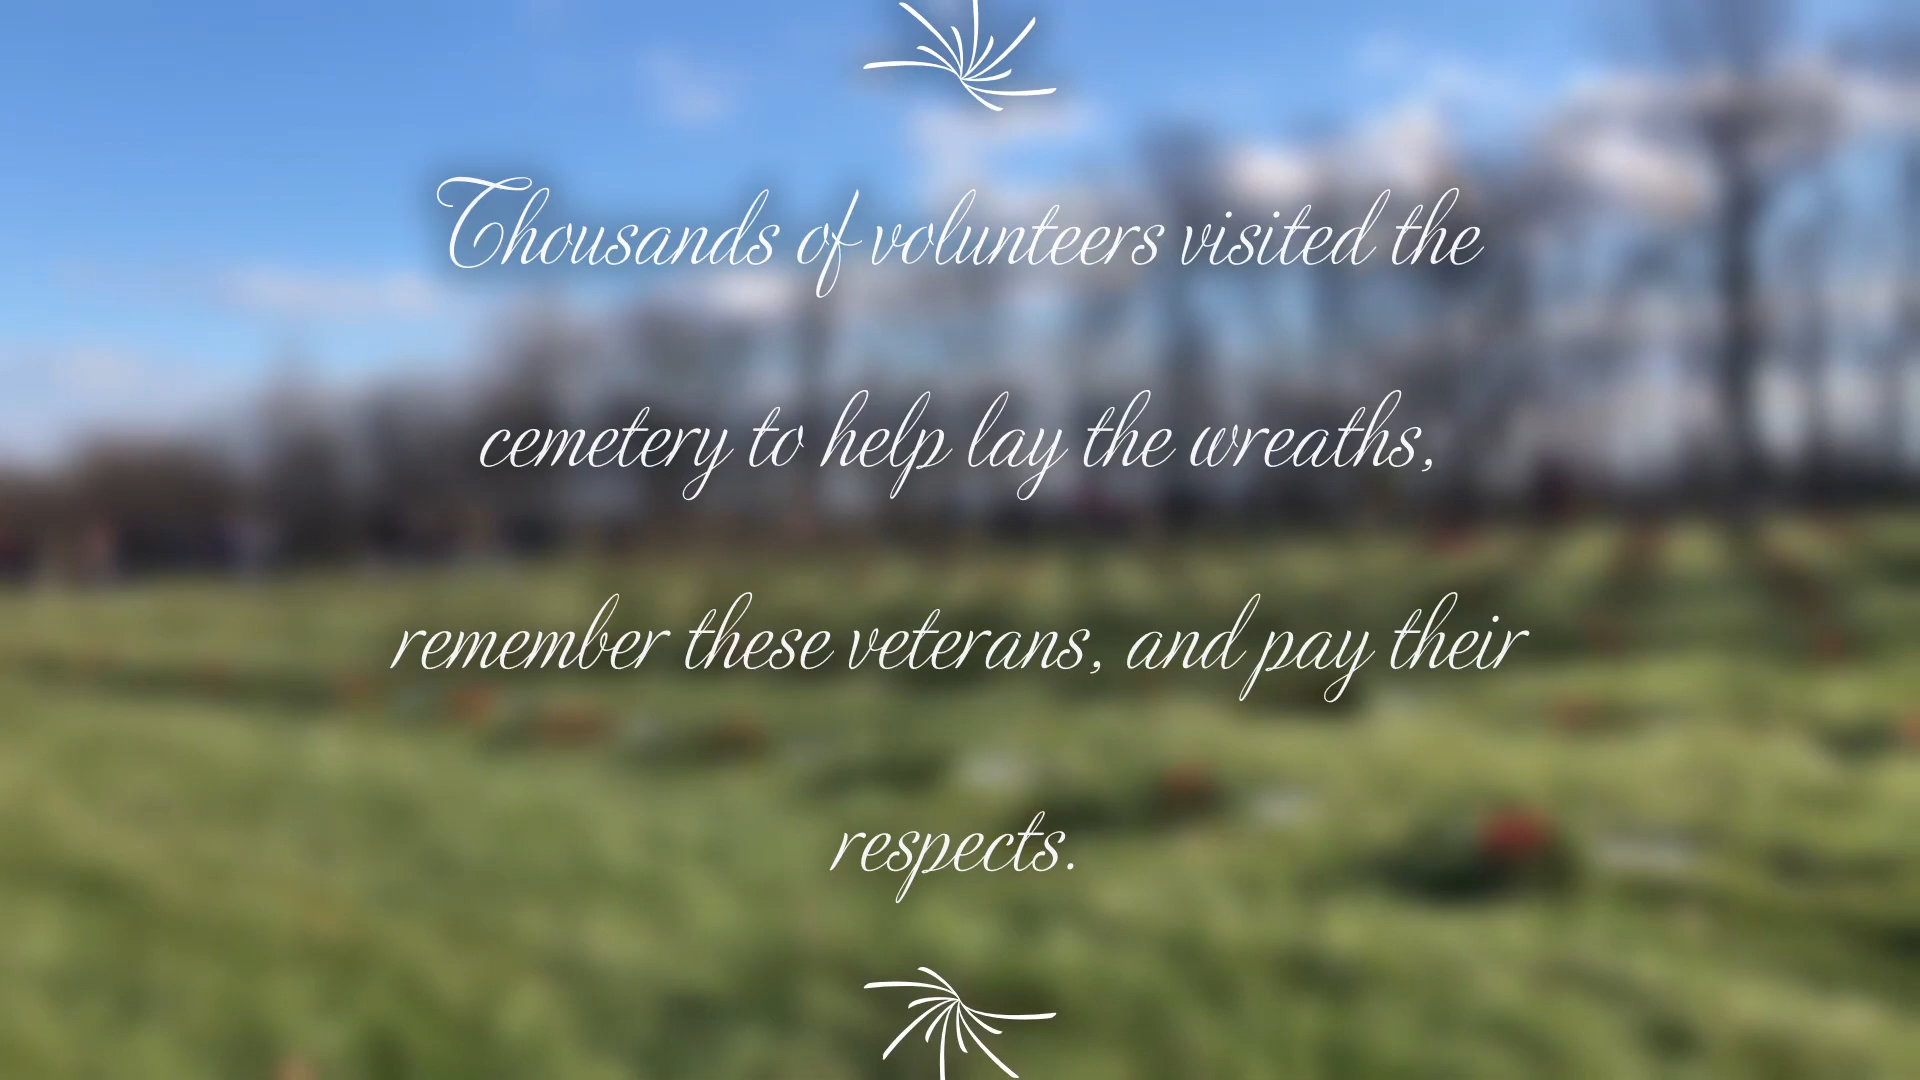 Thousands of volunteers visited the
cemetery to help lay the wreaths,
remember these veterans, and pay their
respects.